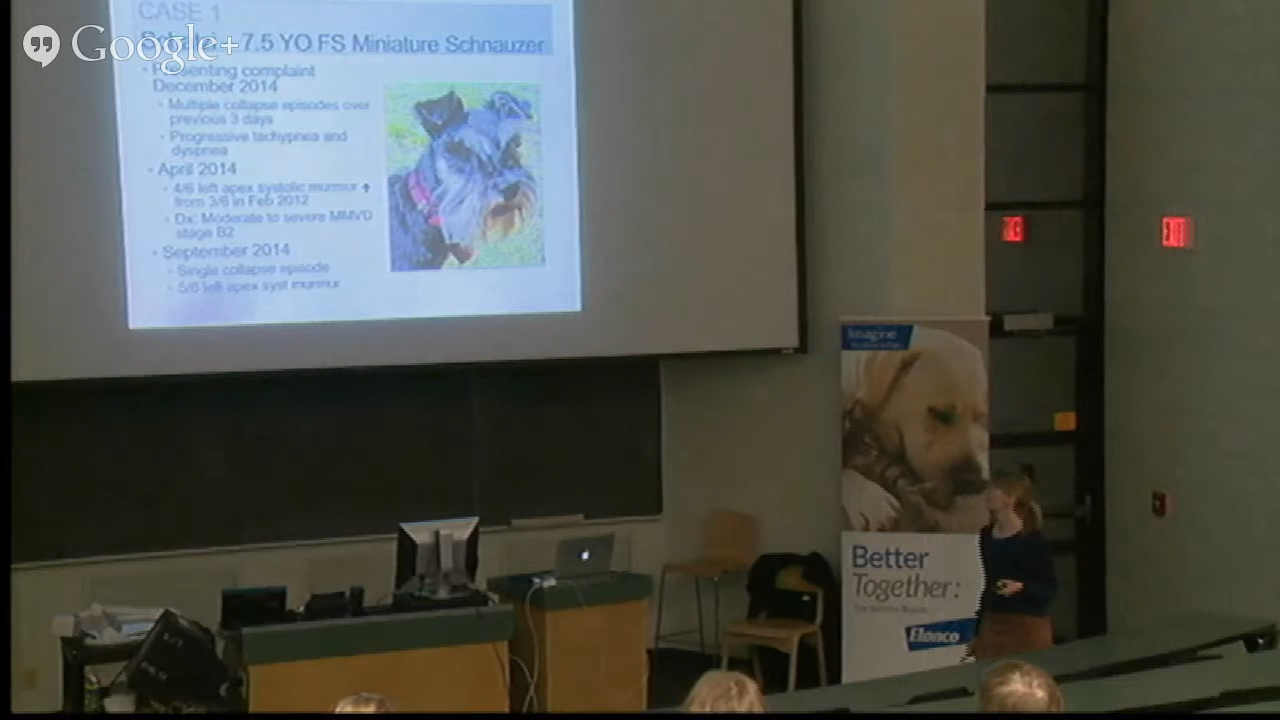 Google+
CASE 1
7.5 YO FS Miniature Schnauzer
• Presenting complaint
December 2014
• Multiple collapse episodes over
previous 3 days
• Progressive tachypnea and
dyspnea
• April 2014
• 4/6 left apex systolic murmur ↑
from 3/6 in Feb 2012
• Dx: Moderate to severe MMVD
stage B2
• September 2014
• Single collapse episode
• 5/6 left apex syst murmur
Imagine
Better
Together:
Elanco